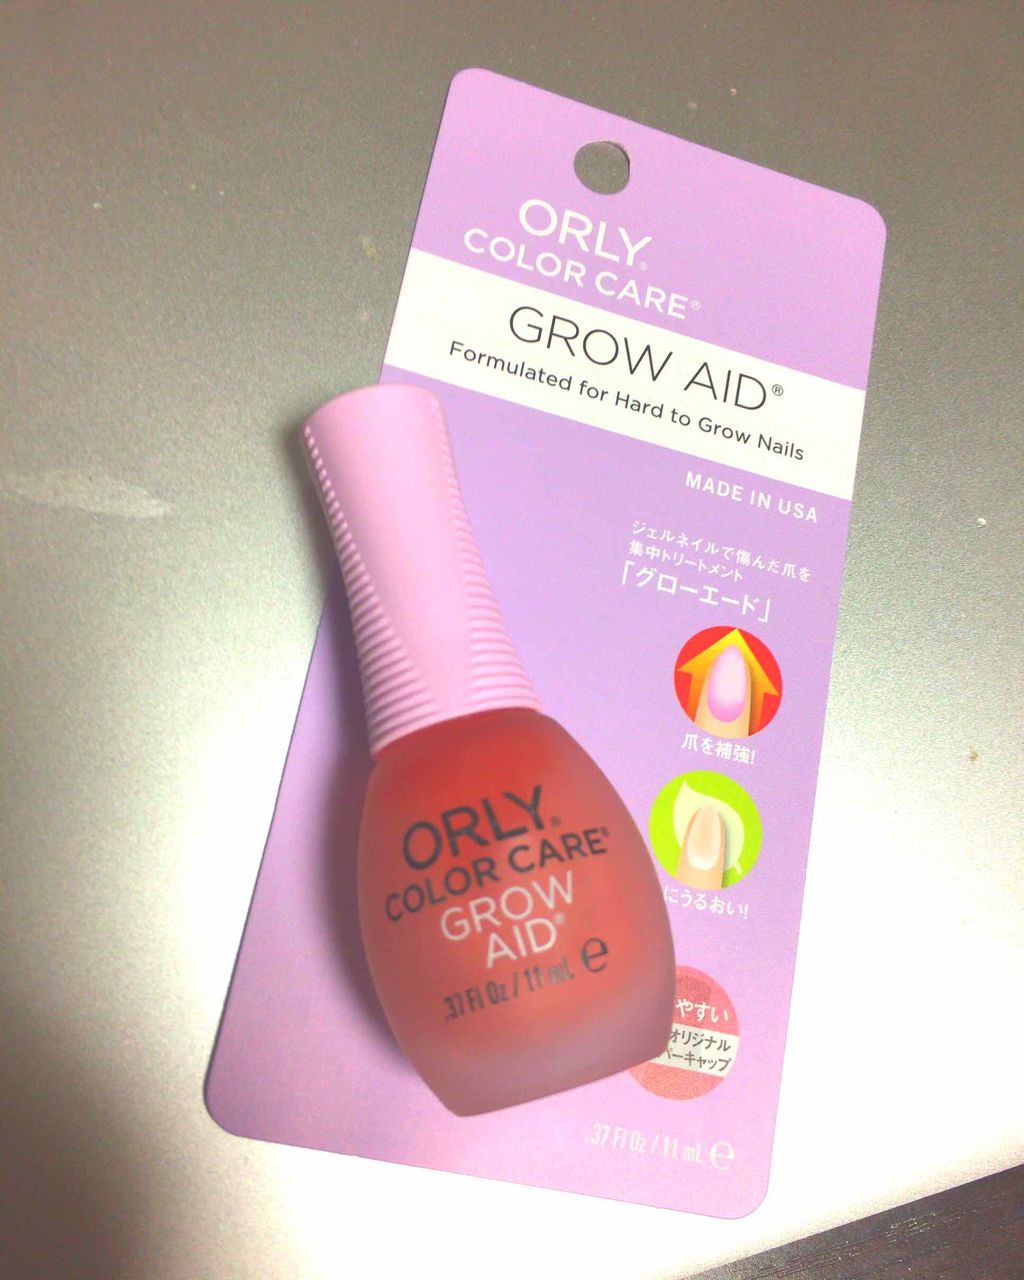 ORLY®
COLOR CARE®
GROW AID®
Formulated for Hard to Grow Nails
MADE IN USA
ジェルネイルで傷んだ爪を
集中トリートメント
「グローエード」
爪を補強!
にうるおい!
やすい
オリジナル
バーキャップ
.37 Fl Oz / 11 mL ℮
ORLY®
COLOR CARE®
GROW
AID®
.37 Fl Oz / 11 mL ℮